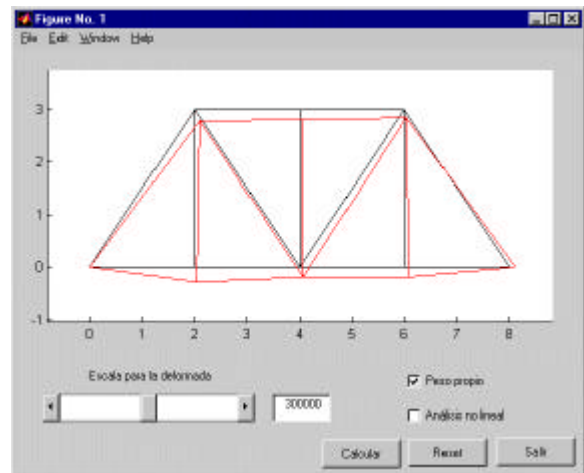 Figure No. 1
File Edit Window Help
3
2
1
0
-1
0 1 2 3 4 5 6 7 8
Escala para la deformada
300000
Peso propio
Análisis no lineal
Calcular Reset Salir